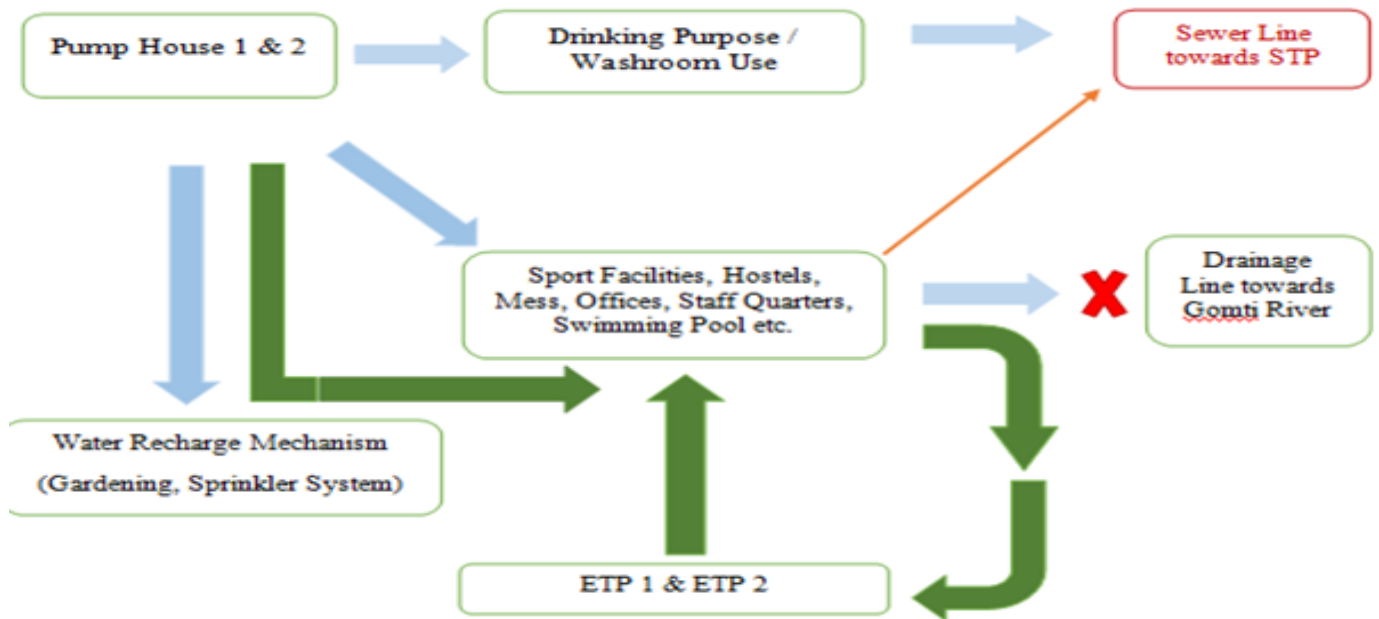 Pump House 1 & 2
Drinking Purpose /
Washroom Use
Sewer Line
towards STP
Sport Facilities, Hostels,
Mess, Offices, Staff Quarters,
Swimming Pool etc.
Drainage
Line towards
Gomti River
Water Recharge Mechanism
(Gardening, Sprinkler System)
ETP 1 & ETP 2